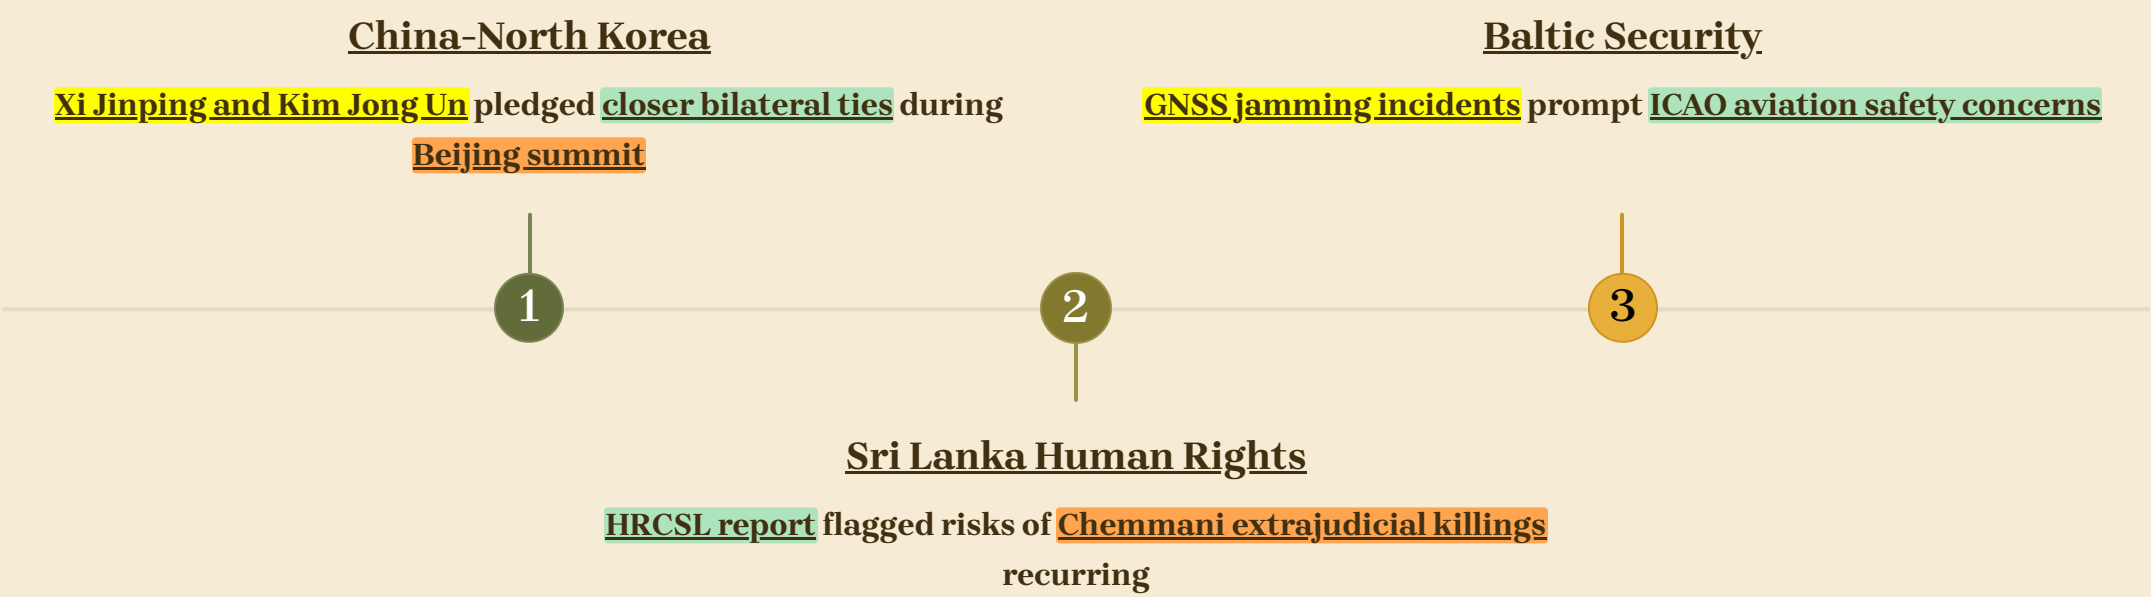 China-North Korea
Xi Jinping and Kim Jong Un pledged closer bilateral ties during
Beijing summit
1
2
Sri Lanka Human Rights
HRCSL report flagged risks of Chemmani extrajudicial killings
recurring
Baltic Security
GNSS jamming incidents prompt ICAO aviation safety concerns
3